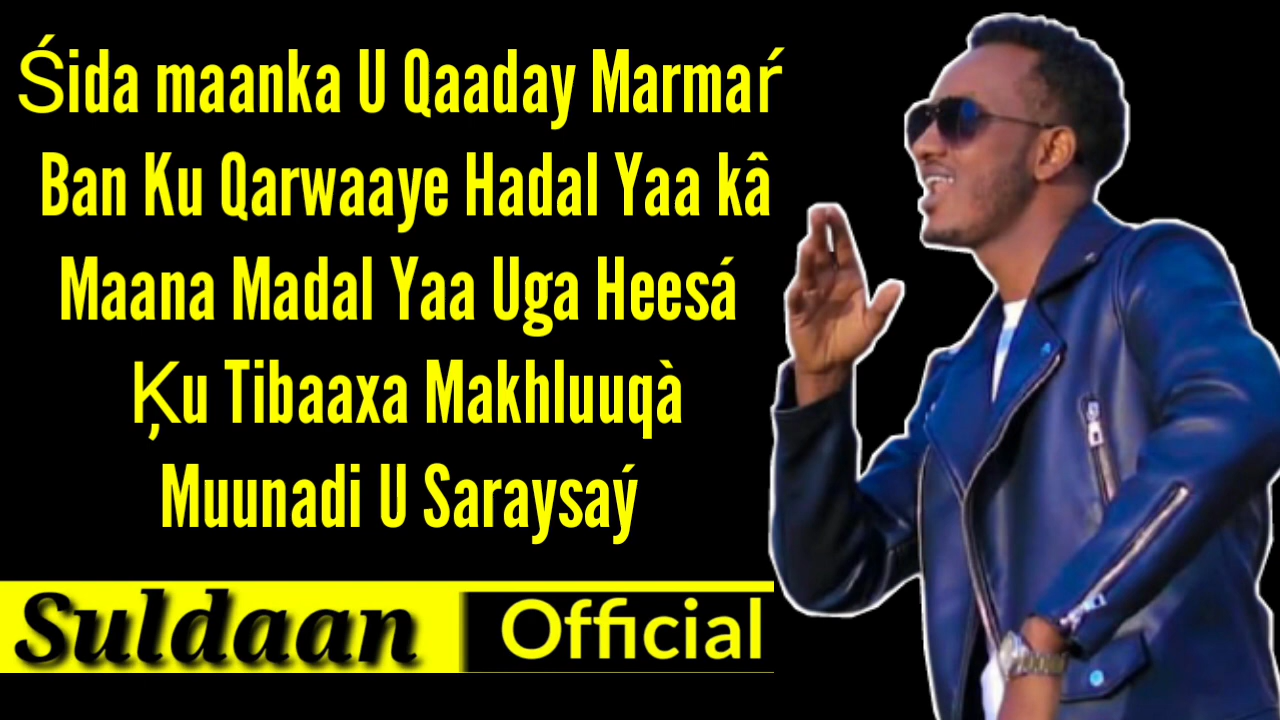 Śida maanka U Qaaday Marmaŕ
Ban Ku Qarwaaye Hadal Yaa kâ
Maana Madal Yaa Uga Heesá
Ķu Tibaaxa Makhluuqà
Muunadi U Saraysaý
Suldaan Official